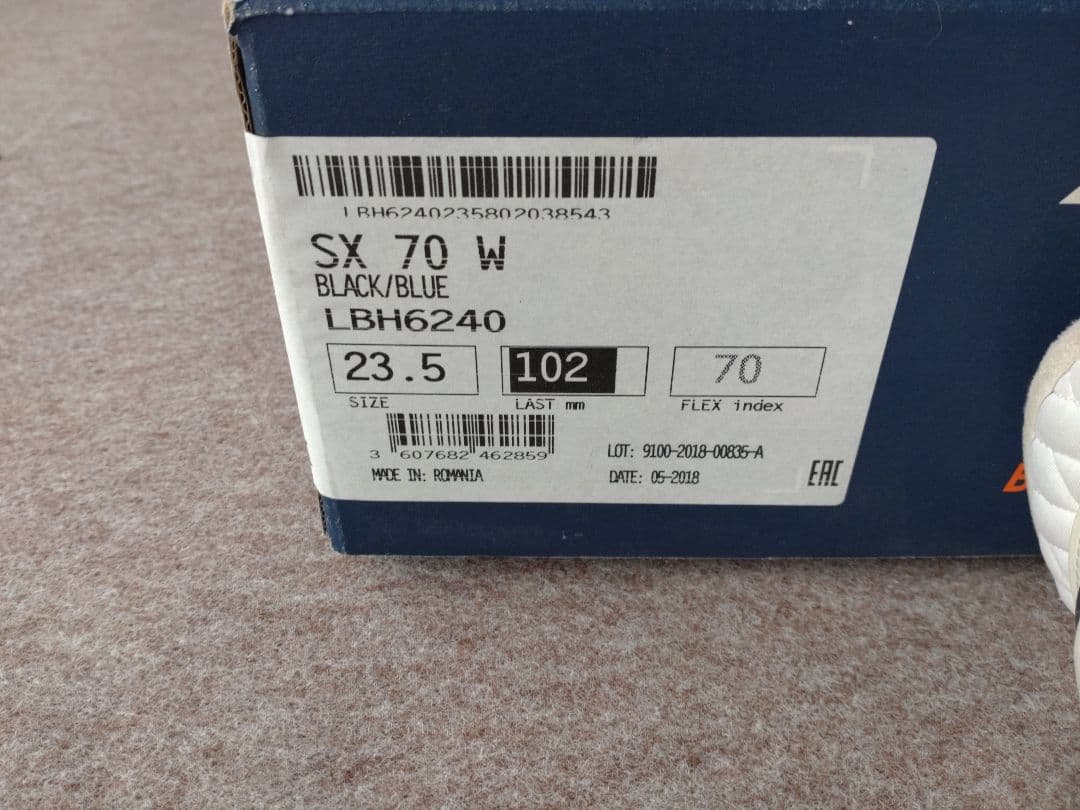 LBH6240235802038543
SX 70 W
BLACK/BLUE
LBH6240
23.5 102 70
SIZE LAST mm FLEX index
3 607682 462859
LOT: 9100-2018-00835-A
MADE IN: ROMANIA
DATE: 05-2018
EAC